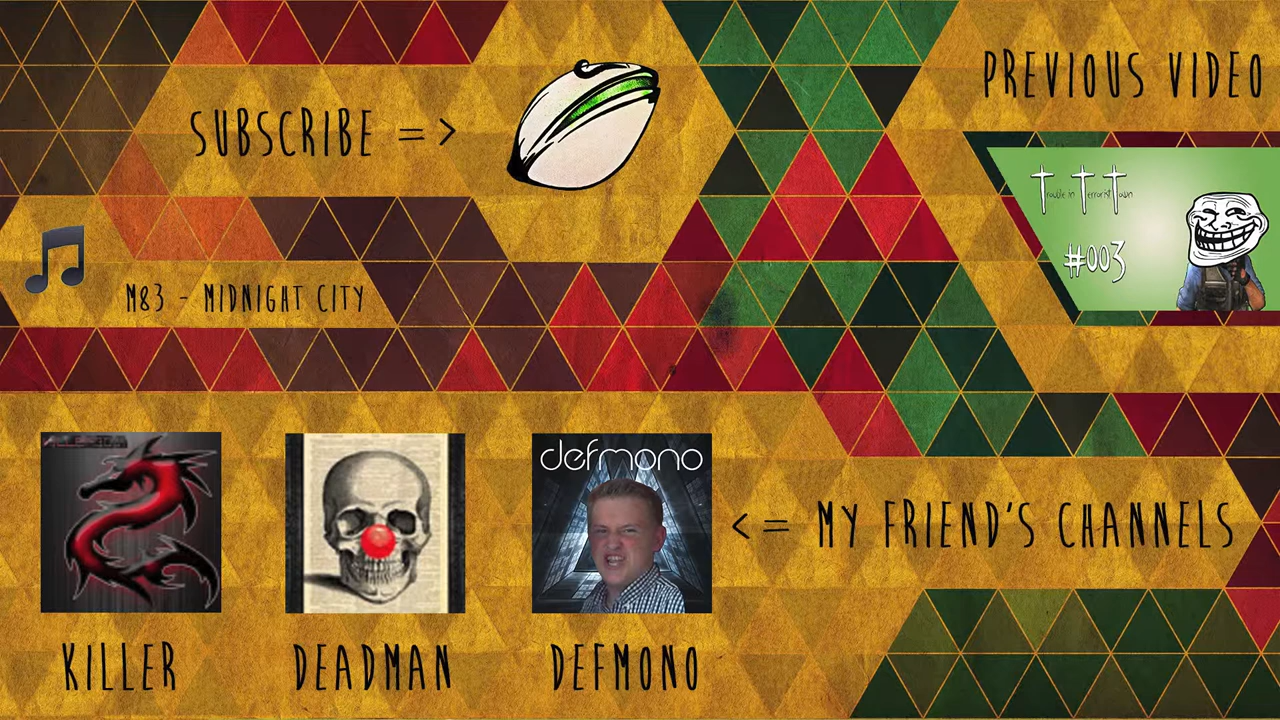 PREVIOUS VIDEO
SUBSCRIBE =>
Trouble in Terrorist Town
#003
M83 - MIDNIGHT CITY
defmono
<= MY FRIEND'S CHANNELS
KILLER
DEADMAN
DEFMONO